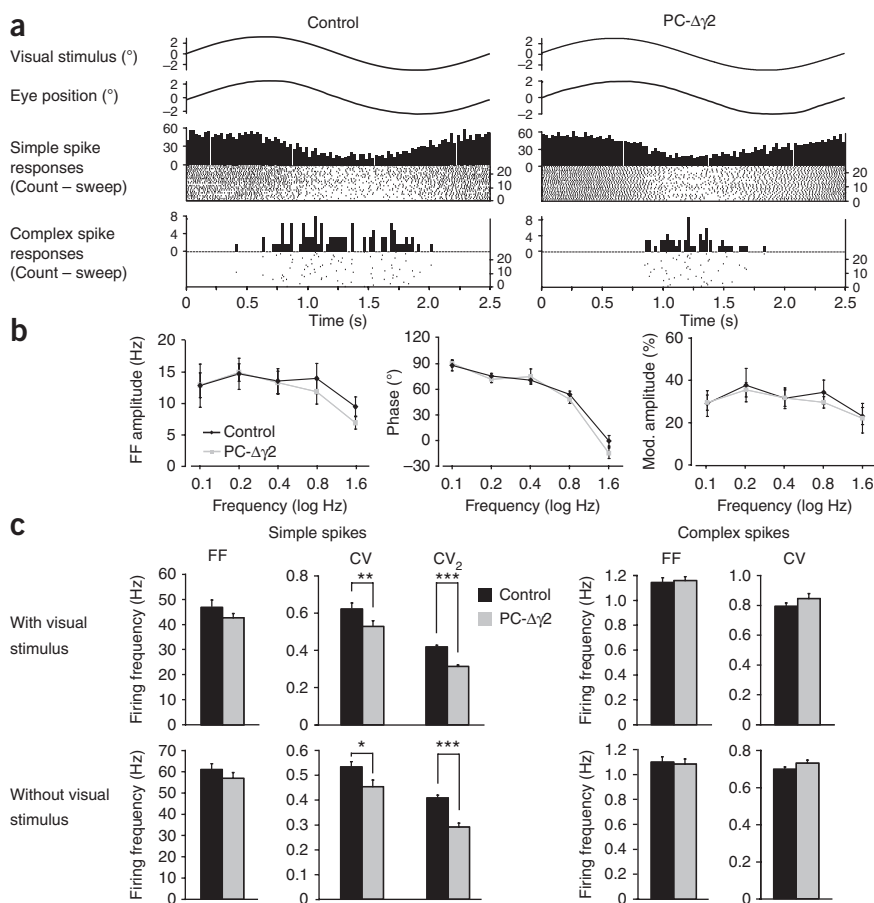 a
Control
PC-Δγ2
Visual stimulus (°)
2
0
−2
2
0
−2
Eye position (°)
2
0
−2
2
0
−2
Simple spike
responses
(Count – sweep)
60
30
0
20
10
0
60
30
0
20
10
0
Complex spike
responses
(Count – sweep)
8
4
0
20
10
0
8
4
0
20
10
0
0 0.5 1.0 1.5 2.0 2.5
Time (s)
0 0.5 1.0 1.5 2.0 2.5
Time (s)
b
FF amplitude (Hz)
20
15
10
5
0
Control
PC-Δγ2
0.1 0.2 0.4 0.8 1.6
Frequency (log Hz)
Phase (°)
120
90
60
30
0
−30
0.1 0.2 0.4 0.8 1.6
Frequency (log Hz)
Mod. amplitude (%)
60
40
20
0
0.1 0.2 0.4 0.8 1.6
Frequency (log Hz)
c
Simple spikes
Complex spikes
FF
CV
CV2
FF
CV
With visual
stimulus
Firing frequency (Hz)
60
50
40
30
20
10
0
0.8
0.6
0.4
0.2
0
**
***
Control
PC-Δγ2
Firing frequency (Hz)
1.2
1.0
0.8
0.6
0.4
0.2
0
1.0
0.8
0.6
0.4
0.2
0
Without visual
stimulus
Firing frequency (Hz)
70
60
50
40
30
20
10
0
0.6
0.5
0.4
0.3
0.2
0.1
0
*
***
Firing frequency (Hz)
1.2
1.0
0.8
0.6
0.4
0.2
0
0.8
0.6
0.4
0.2
0